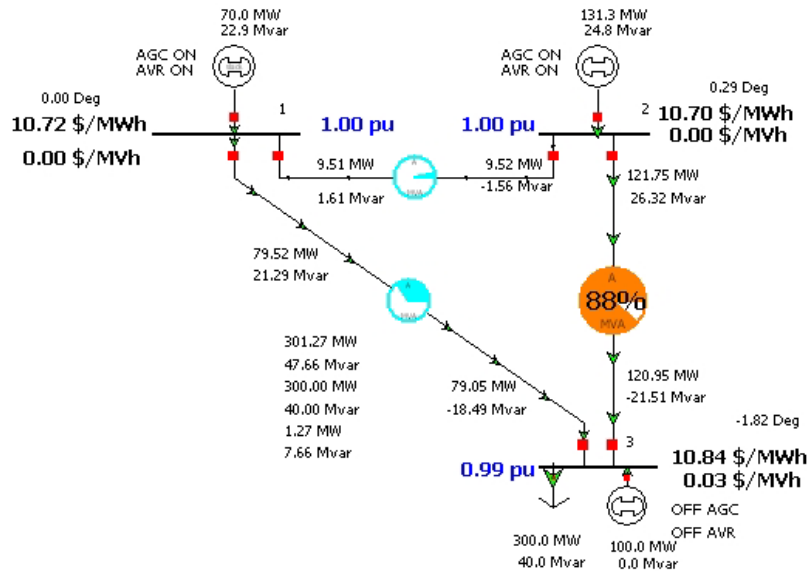 70.0 MW
22.9 Mvar
131.3 MW
24.8 Mvar
AGC ON
AVR ON
AGC ON
AVR ON
0.00 Deg
0.29 Deg
10.72 $/MWh
1
1.00 pu
1.00 pu
2
10.70 $/MWh
0.00 $/MVh
0.00 $/MVh
9.51 MW
A
MVA
9.52 MW
1.61 Mvar
-1.56 Mvar
121.75 MW
26.32 Mvar
79.52 MW
21.29 Mvar
A
MVA
A
88%
MVA
301.27 MW
47.66 Mvar
300.00 MW
40.00 Mvar
1.27 MW
7.66 Mvar
79.05 MW
-18.49 Mvar
120.95 MW
-21.51 Mvar
-1.82 Deg
3
0.99 pu
10.84 $/MWh
0.03 $/MVh
OFF AGC
OFF AVR
300.0 MW
40.0 Mvar
100.0 MW
0.0 Mvar